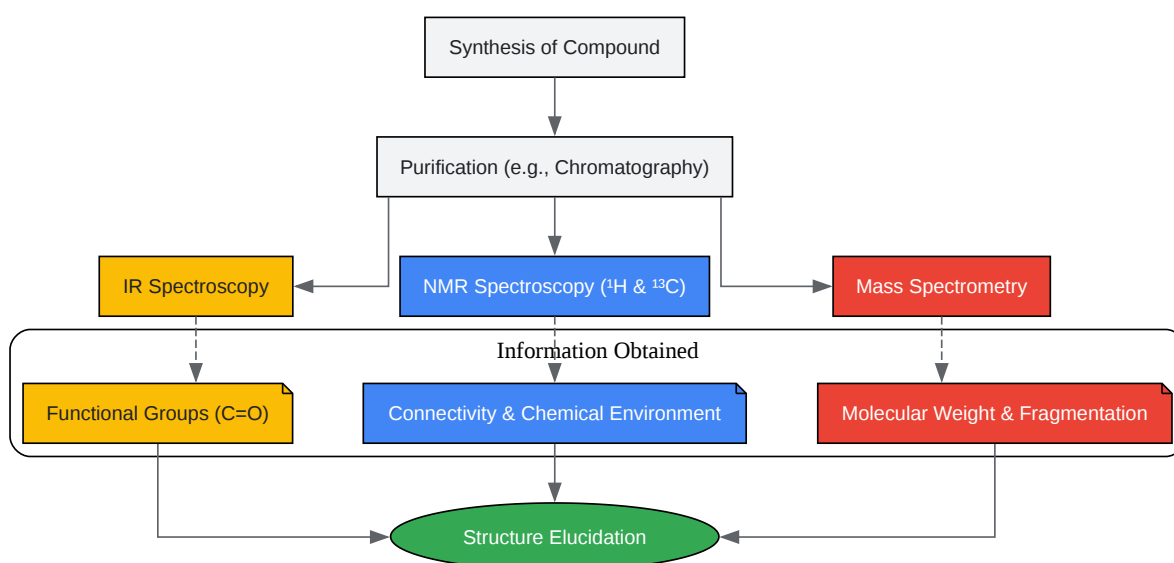 Synthesis of Compound
Purification (e.g., Chromatography)
IR Spectroscopy
NMR Spectroscopy (¹H & ¹³C)
Mass Spectrometry
Information Obtained
Functional Groups (C=O)
Connectivity & Chemical Environment
Molecular Weight & Fragmentation
Structure Elucidation